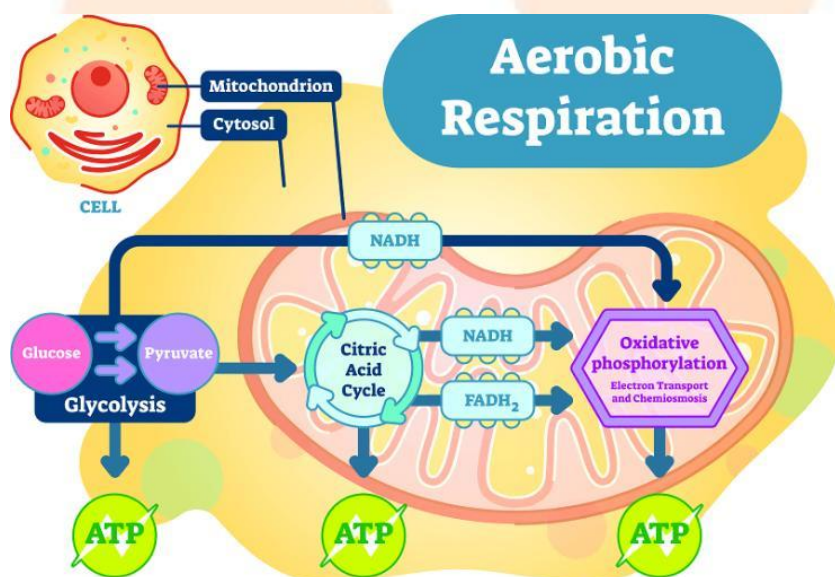 Aerobic
Respiration
Mitochondrion
Cytosol
CELL
NADH
Glucose
Pyruvate
Glycolysis
Citric
Acid
Cycle
NADH
FADH₂
Oxidative
phosphorylation
Electron Transport
and Chemiosmosis
ATP
ATP
ATP